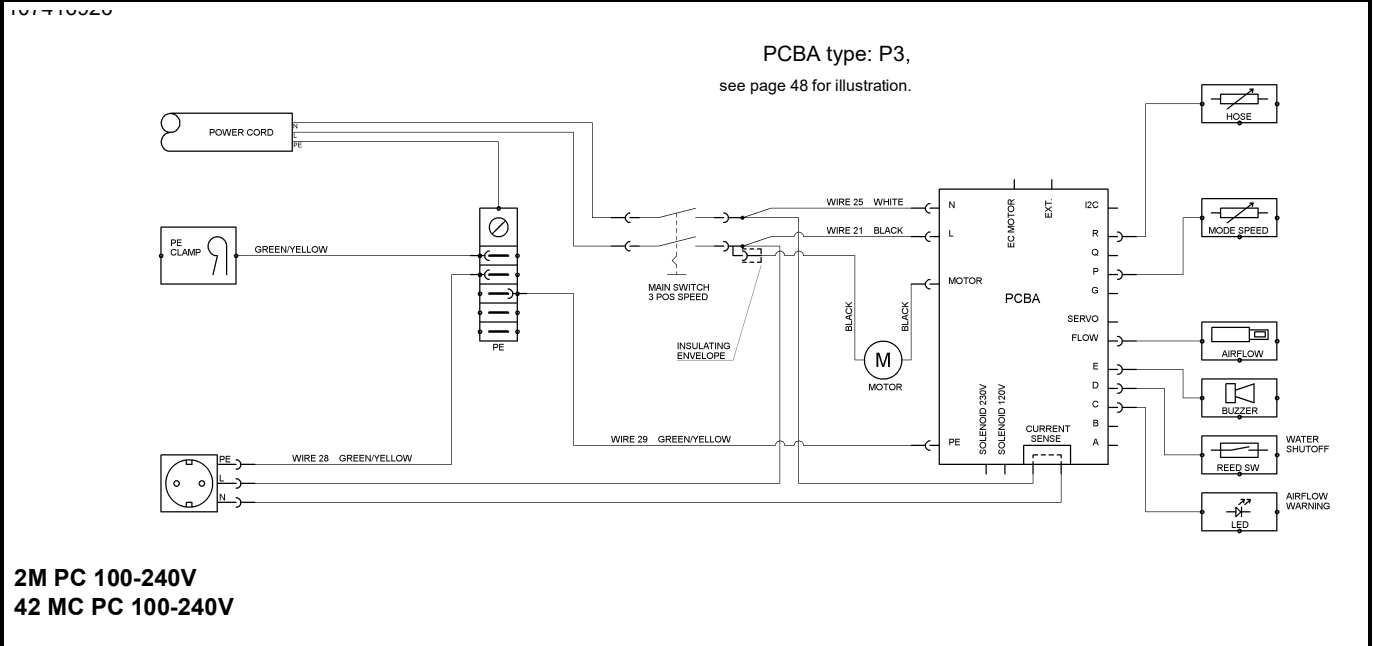 PCBA type: P3,
see page 48 for illustration.
POWER CORD
N
L
PE
HOSE
PE
CLAMP
GREEN/YELLOW
MAIN SWITCH
3 POS SPEED
INSULATING
ENVELOPE
WIRE 25 WHITE
WIRE 21 BLACK
BLACK
BLACK
M
MOTOR
PE
WIRE 29 GREEN/YELLOW
WIRE 28 GREEN/YELLOW
PE
L
N
N
L
MOTOR
PE
EC MOTOR
EXT.
PCBA
SOLENOID 230V
SOLENOID 120V
CURRENT
SENSE
I2C
R
Q
P
G
SERVO
FLOW
E
D
C
B
A
MODE SPEED
AIRFLOW
BUZZER
REED SW
WATER
SHUTOFF
LED
AIRFLOW
WARNING
2M PC 100-240V
42 MC PC 100-240V